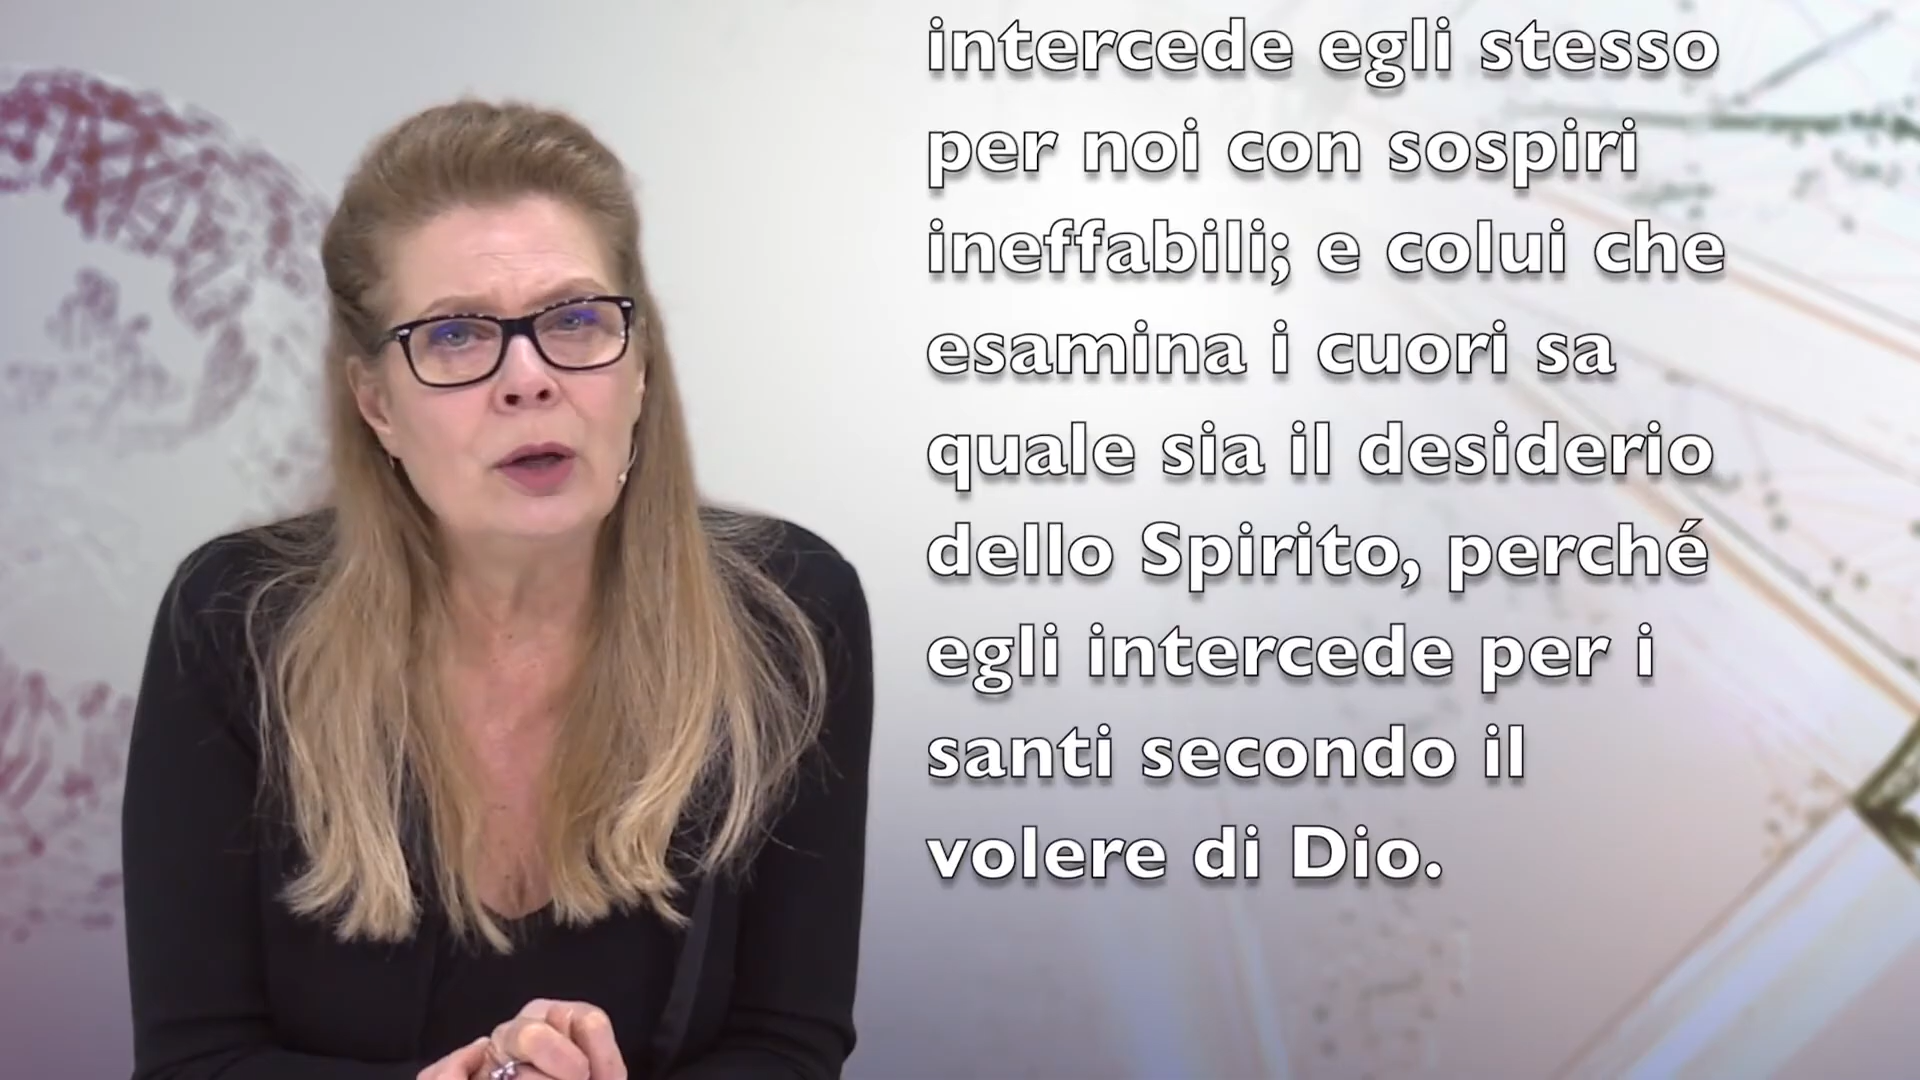 intercede egli stesso
per noi con sospiri
ineffabili; e colui che
esamina i cuori sa
quale sia il desiderio
dello Spirito, perché
egli intercede per i
santi secondo il
volere di Dio.